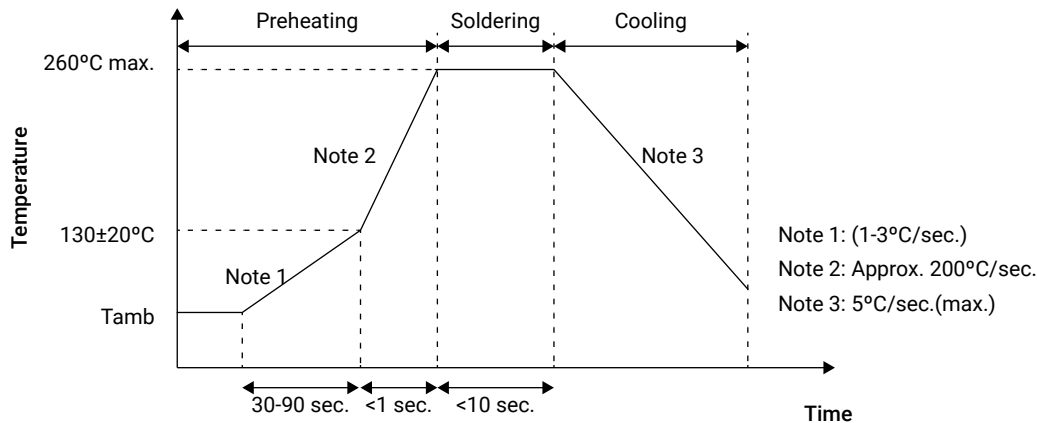 Preheating
Soldering
Cooling
260ºC max.
Temperature
Note 2
Note 3
130±20ºC
Note 1
Tamb
Note 1: (1-3ºC/sec.)
Note 2: Approx. 200ºC/sec.
Note 3: 5ºC/sec.(max.)
30-90 sec.
<1 sec.
<10 sec.
Time